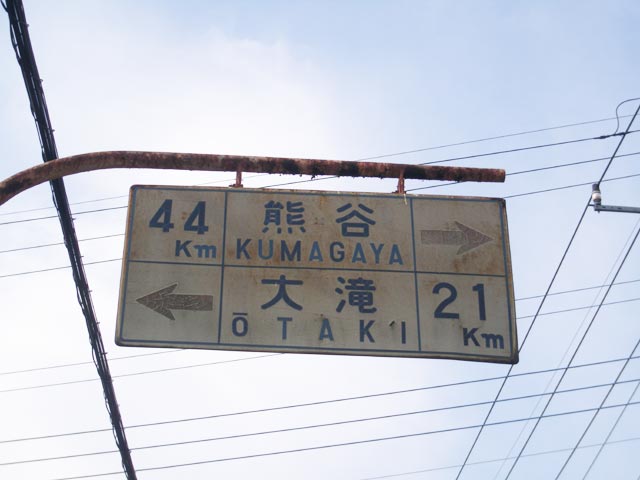 44 Km
熊谷
KUMAGAYA
大滝
ŌTAKI
21 Km